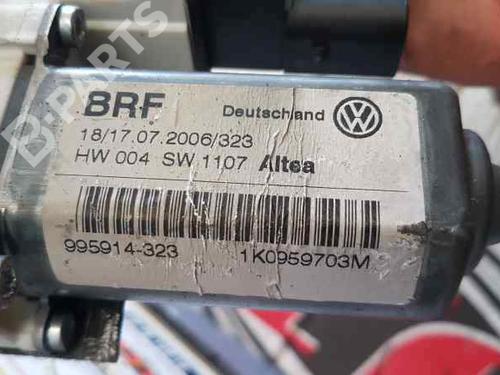 B-PARTS
BRF Deutschland
18/17.07.2006/323
HW 004 SW 1107 Altea
995914-323 1K0959703M